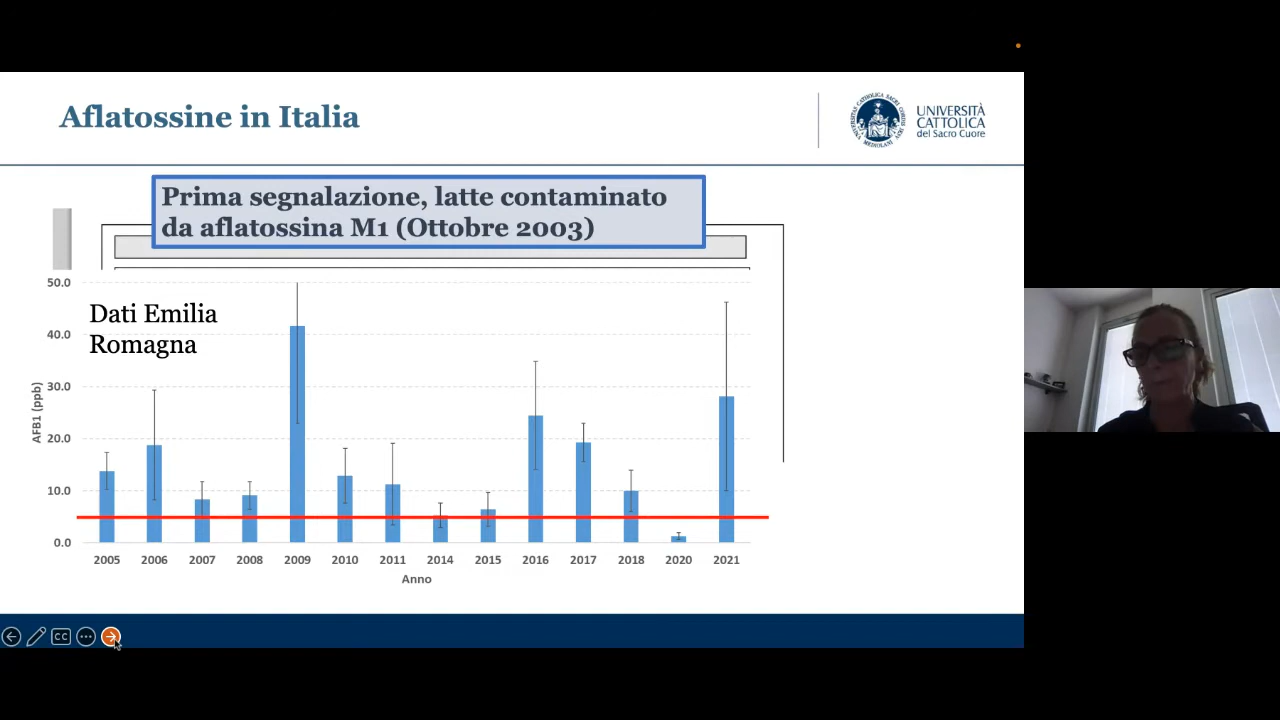 Aflatossine in Italia
UNIVERSITÀ
CATTOLICA
del Sacro Cuore
Prima segnalazione, latte contaminato
da aflatossina M1 (Ottobre 2003)
Dati Emilia
Romagna
AFB1 (ppb)
50.0
40.0
30.0
20.0
10.0
0.0
2005 2006 2007 2008 2009 2010 2011 2014 2015 2016 2017 2018 2020 2021
Anno
CC